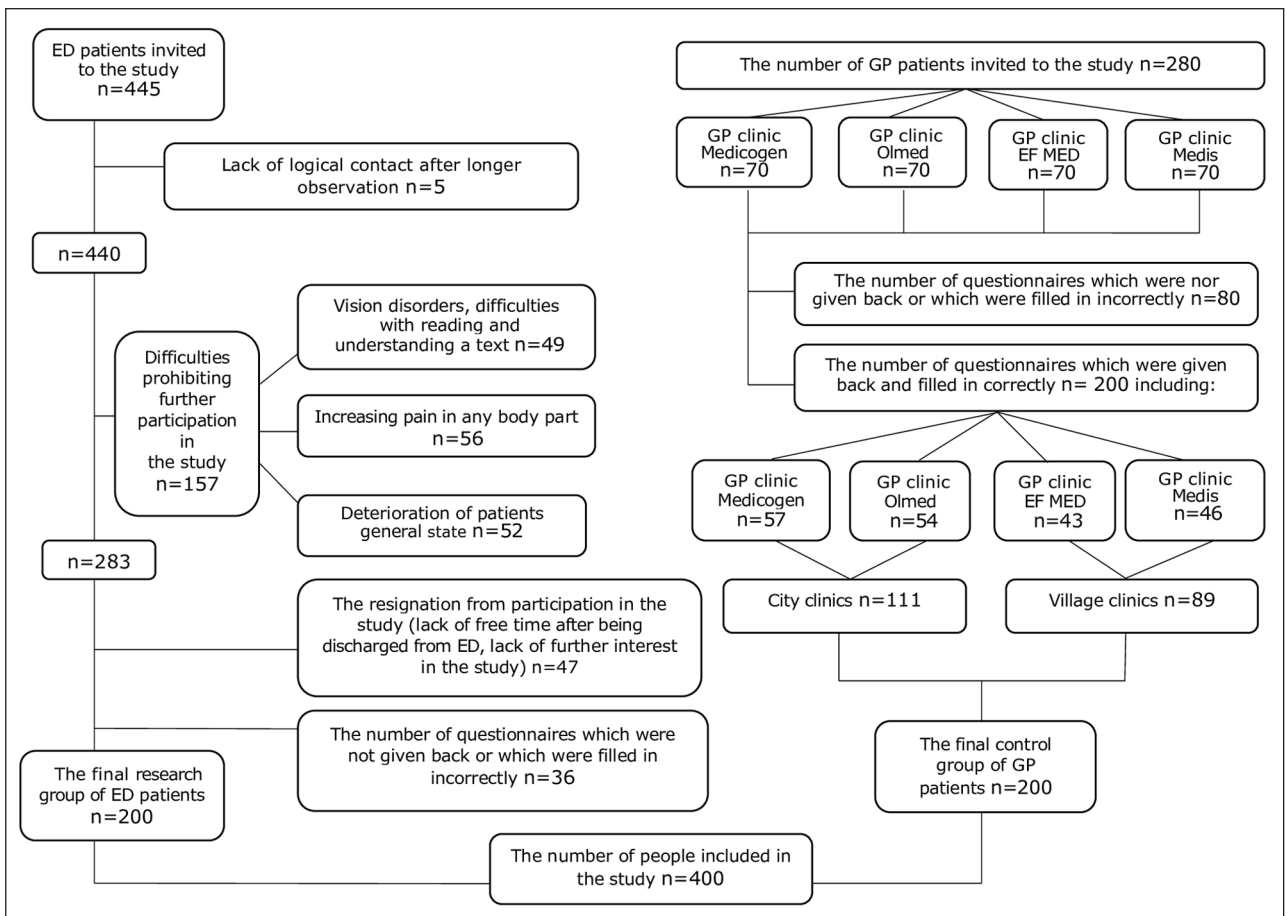 ED patients invited
to the study
n=445
Lack of logical contact after longer
observation n=5
n=440
Vision disorders, difficulties
with reading and
understanding a text n=49
Difficulties
prohibiting
further
participation
in
the study
n=157
Increasing pain in any body part
n=56
Deterioration of patients
general state n=52
n=283
The resignation from participation in the
study (lack of free time after being
discharged from ED, lack of further interest
in the study) n=47
The number of questionnaires which were
not given back or which were filled in
incorrectly n=36
The final research
group of ED patients
n=200
The number of GP patients invited to the study n=280
GP clinic
Medicogen
n=70
GP clinic
Olmed
n=70
GP clinic
EF MED
n=70
GP clinic
Medis
n=70
The number of questionnaires which were nor
given back or which were filled in incorrectly n=80
The number of questionnaires which were given
back and filled in correctly n= 200 including:
GP clinic
Medicogen
n=57
GP clinic
Olmed
n=54
GP clinic
EF MED
n=43
GP clinic
Medis
n=46
City clinics n=111
Village clinics n=89
The final control
group of GP
patients n=200
The number of people included in
the study n=400